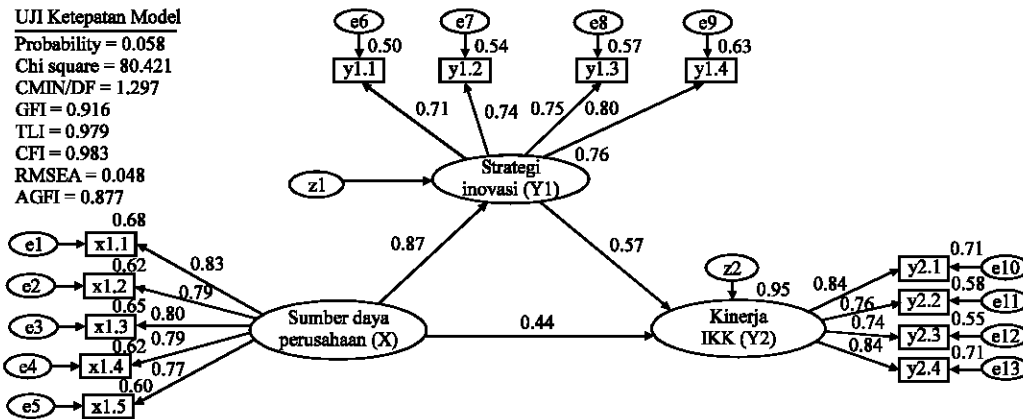 UJI Ketepatan Model
Probability = 0.058
Chi square = 80.421
CMIN/DF = 1.297
GFI = 0.916
TLI = 0.979
CFI = 0.983
RMSEA = 0.048
AGFI = 0.877
e6
e7
e8
e9
0.50
0.54
0.57
0.63
y1.1
y1.2
y1.3
y1.4
0.71
0.74
0.75
0.80
0.76
Strategi
inovasi (Y1)
z1
0.87
0.57
e1
0.68
x1.1
0.83
e2
0.62
x1.2
0.79
e3
0.65
x1.3
0.80
e4
0.62
x1.4
0.79
e5
0.60
x1.5
0.77
Sumber daya
perusahaan (X)
0.44
z2
0.95
Kinerja
IKK (Y2)
0.84
0.71
y2.1
e10
0.76
0.58
y2.2
e11
0.74
0.55
y2.3
e12
0.84
0.71
y2.4
e13